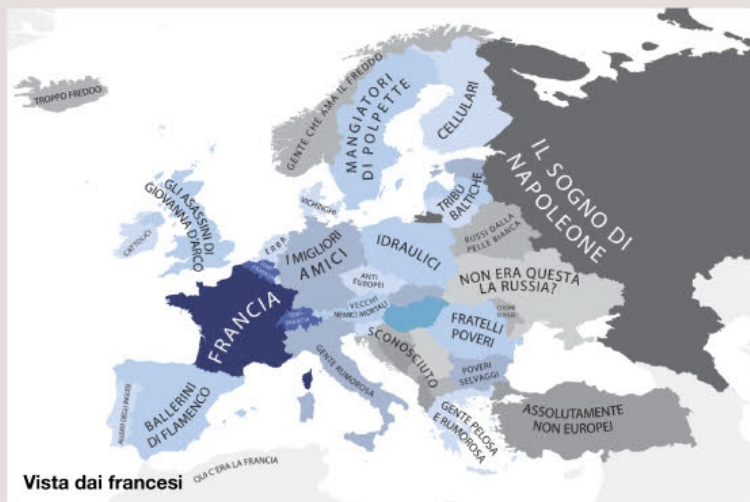 TROPPO FREDDO
GENTE CHE AMA IL FREDDO
MANGIATORI
DI POLPETTE
CELLULARI
IL SOGNO DI
NAPOLEONE
GLI ASASSINI DI
GIOVANNA D'ARCO
CATTOLICI
VICHINGHI
TRIBU
BALTICHE
RUSSI DALLA
PELLE BIANCA
ERBA
I MIGLIORI
AMICI
IDRAULICI
ANTI
EUROPEI
NON ERA QUESTA
LA RUSSIA?
FRANCIA
VECCHI
NEMICI MORTALI
FRATELLI
POVERI
SCONOSCIUTO
GENTE RUMOROSA
POVERI
SELVAGGI
BALLERINI
DI FLAMENCO
GENTE PELOSA
E RUMOROSA
ASSOLUTAMENTE
NON EUROPEI
QUI C'ERA LA FRANCIA
Vista dai francesi